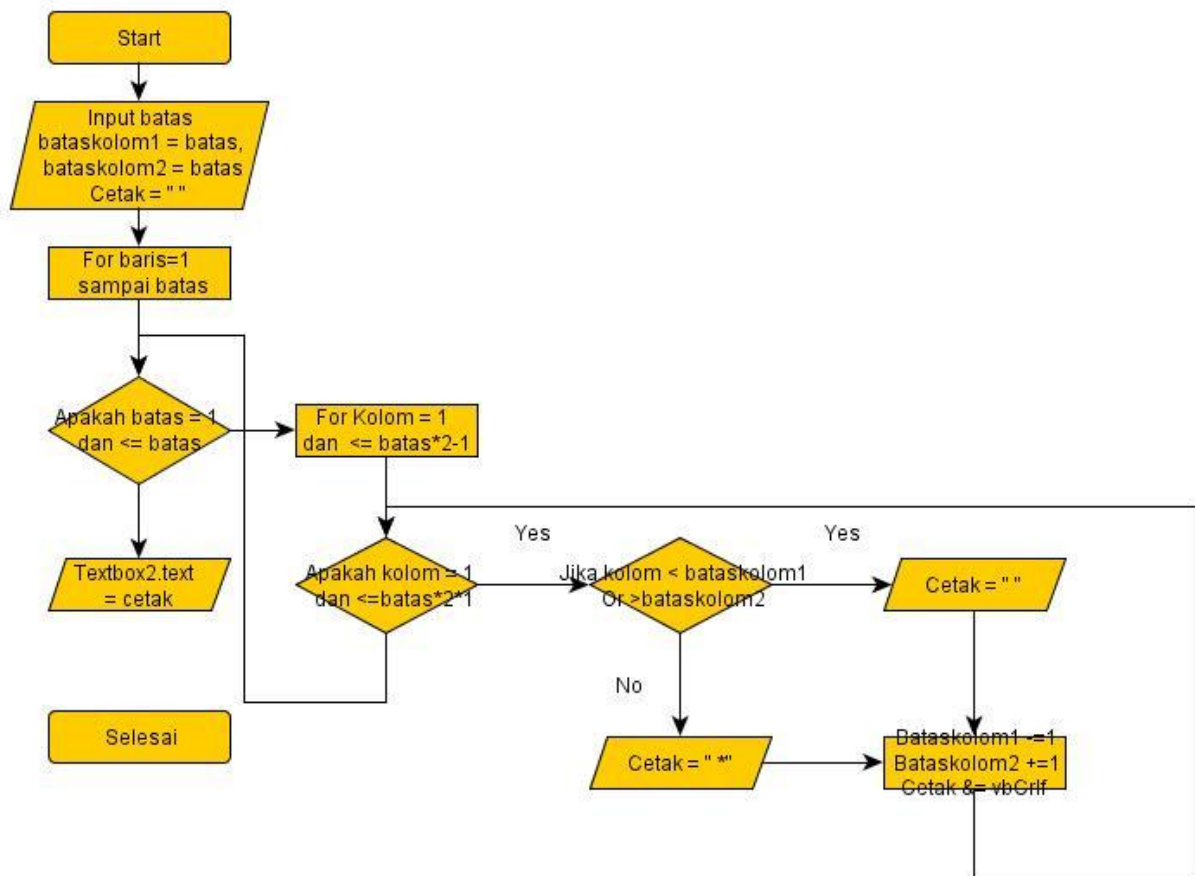 Start
Input batas
bataskolom1 = batas,
bataskolom2 = batas
Cetak = " "
For baris=1
sampai batas
Apakah batas = 1
dan <= batas
For Kolom = 1
dan <= batas*2-1
Textbox2.text
= cetak
Apakah kolom = 1
dan <=batas*2*1
Yes
Jika kolom < bataskolom1
Or >bataskolom2
Yes
Cetak = " "
No
Cetak = " *"
Bataskolom1 -=1
Bataskolom2 +=1
Cetak &= vbCrlf
Selesai